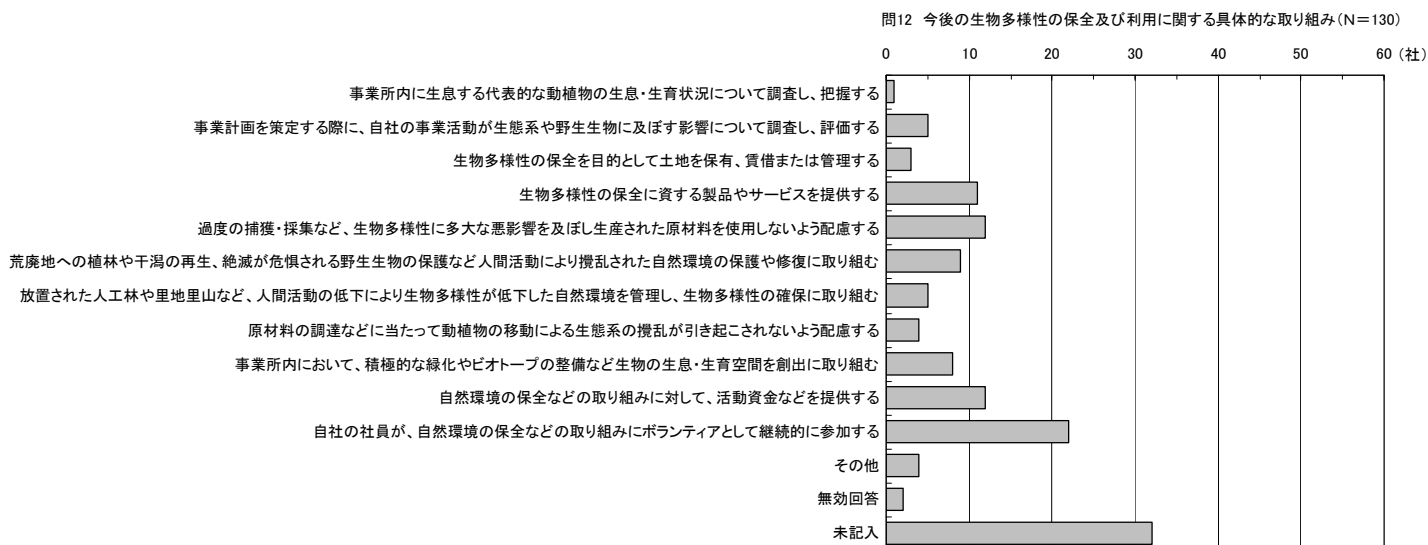 問12 今後の生物多様性の保全及び利用に関する具体的な取り組み(N=130)
0 10 20 30 40 50 60 (社)
事業所内に生息する代表的な動植物の生息・生育状況について調査し、把握する
事業計画を策定する際に、自社の事業活動が生態系や野生生物に及ぼす影響について調査し、評価する
生物多様性の保全を目的として土地を保有、賃借または管理する
生物多様性の保全に資する製品やサービスを提供する
過度の捕獲・採集など、生物多様性に多大な悪影響を及ぼし生産された原材料を使用しないよう配慮する
荒廃地への植林や干潟の再生、絶滅が危惧される野生生物の保護など人間活動により攪乱された自然環境の保護や修復に取り組む
放置された人工林や里地里山など、人間活動の低下により生物多様性が低下した自然環境を管理し、生物多様性の確保に取り組む
原材料の調達などに当たって動植物の移動による生態系の攪乱が引き起こされないよう配慮する
事業所内において、積極的な緑化やビオトープの整備など生物の生息・生育空間を創出に取り組む
自然環境の保全などの取り組みに対して、活動資金などを提供する
自社の社員が、自然環境の保全などの取り組みにボランティアとして継続的に参加する
その他
無効回答
未記入